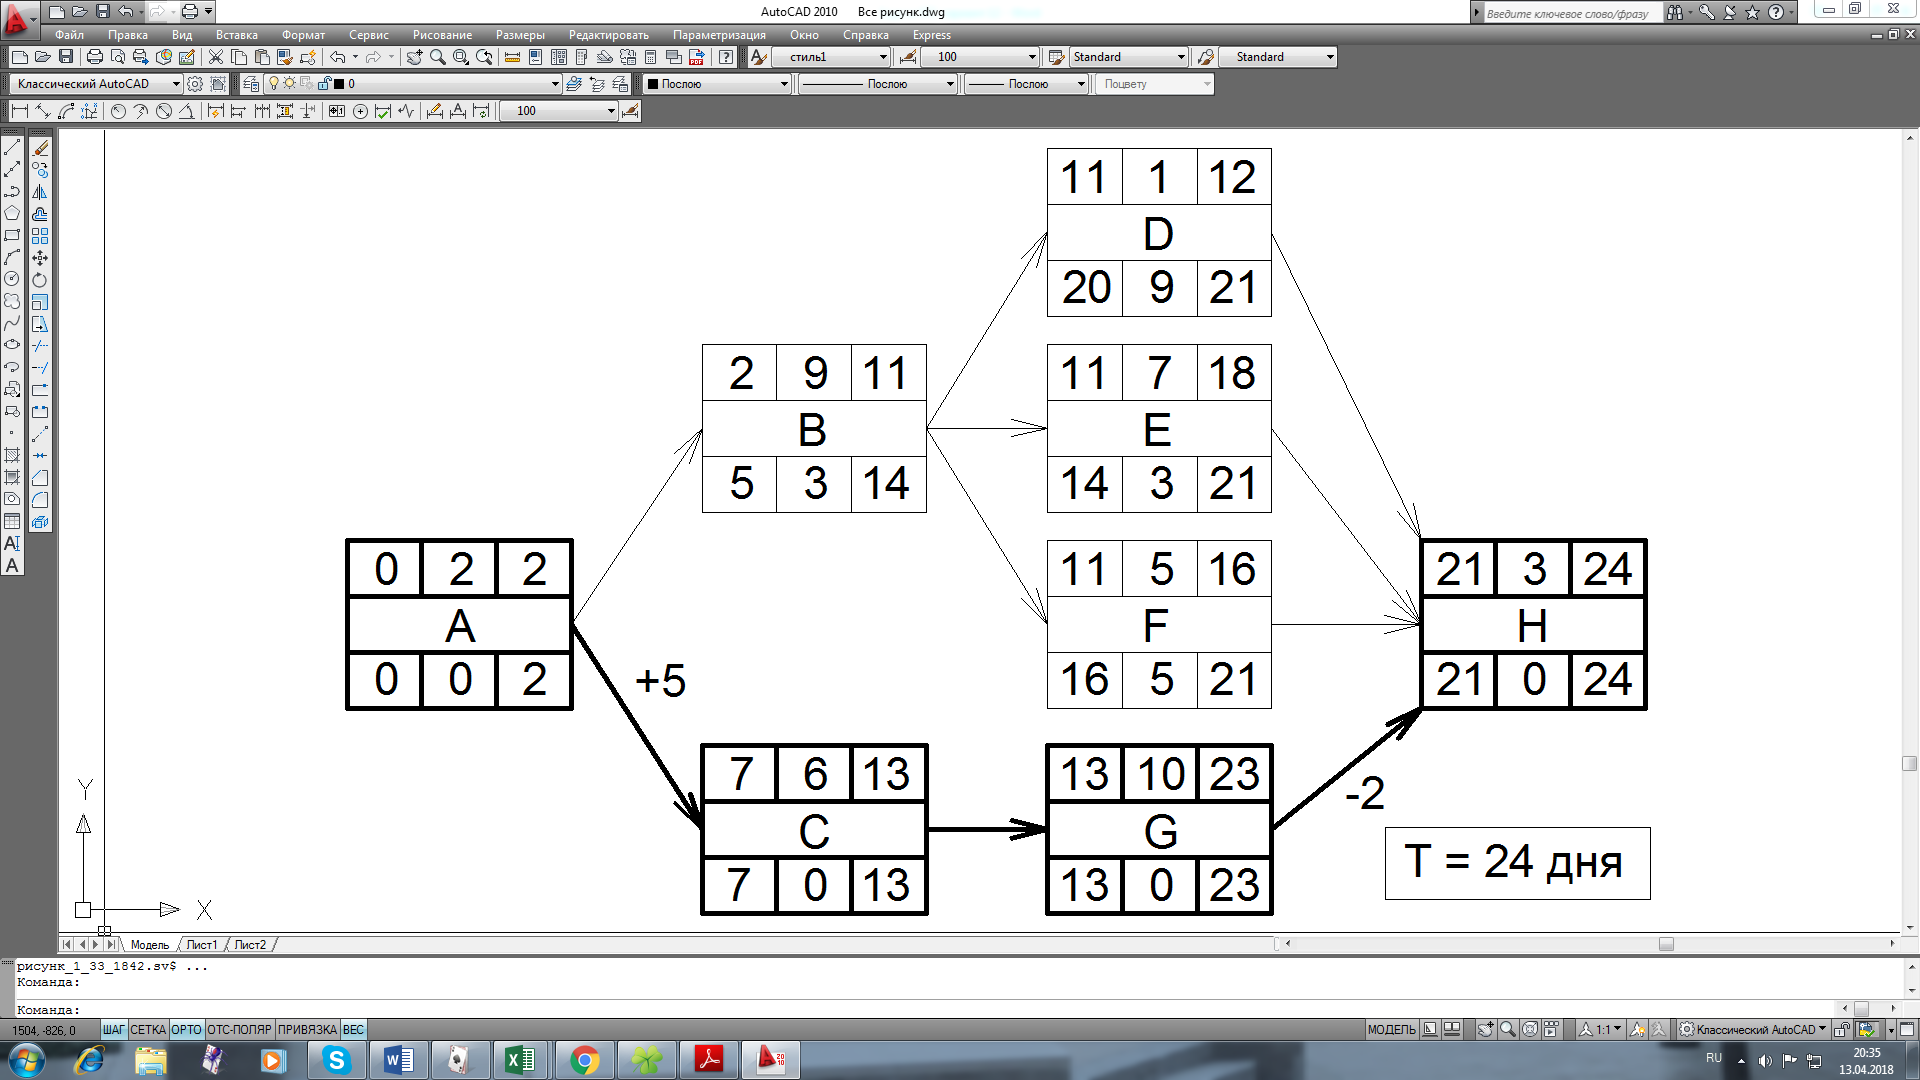 AutoCAD 2010 Все рисунк.dwg
Введите ключевое слово/фразу
Файл Правка Вид Вставка Формат Сервис Рисование Размеры Редактировать Параметризация Окно Справка Express
стиль1 100 Standard Standard
Классический AutoCAD 0 Послою Послою Послою Поцвету
100
11 1 12
D
20 9 21
2 9 11
B
5 3 14
11 7 18
E
14 3 21
0 2 2
A
0 0 2
11 5 16
F
16 5 21
21 3 24
H
21 0 24
+5
7 6 13
C
7 0 13
13 10 23
G
13 0 23
-2
T = 24 дня
Y
X
Модель Лист1 Лист2
рисунк_1_33_1842.sv$ ...
Команда:
Команда:
1504, -826, 0 ШАГ СЕТКА ОРТО ОТС-ПОЛЯР ПРИВЯЗКА ВЕС МОДЕЛЬ 1:1 Классический AutoCAD
RU 20:35
13.04.2018